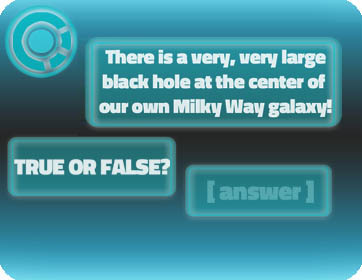 There is a very, very large
black hole at the center of
our own Milky Way galaxy!
TRUE OR FALSE?
[ answer ]